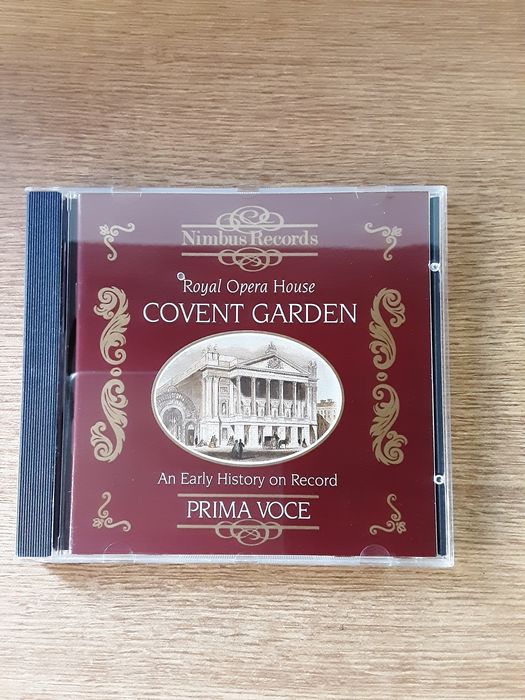 Nimbus Records
Royal Opera House
COVENT GARDEN
An Early History on Record
PRIMA VOCE